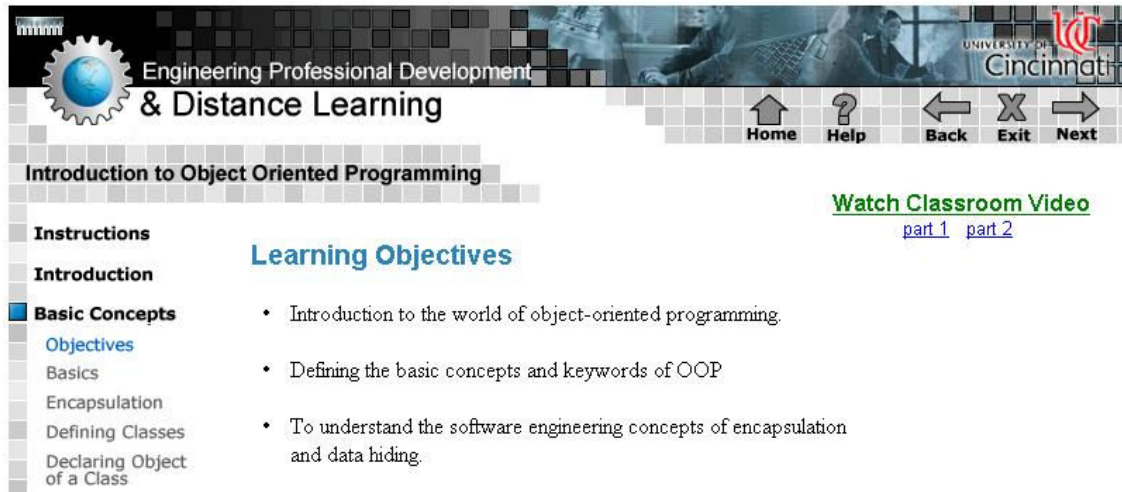 Engineering Professional Development
& Distance Learning
UNIVERSITY OF
UC
Cincinnati
Home Help Back Exit Next
Introduction to Object Oriented Programming
Watch Classroom Video
part 1 part 2
Instructions
Introduction
Basic Concepts
Objectives
Basics
Encapsulation
Defining Classes
Declaring Object
of a Class
Learning Objectives
• Introduction to the world of object-oriented programming.
• Defining the basic concepts and keywords of OOP
• To understand the software engineering concepts of encapsulation
and data hiding.